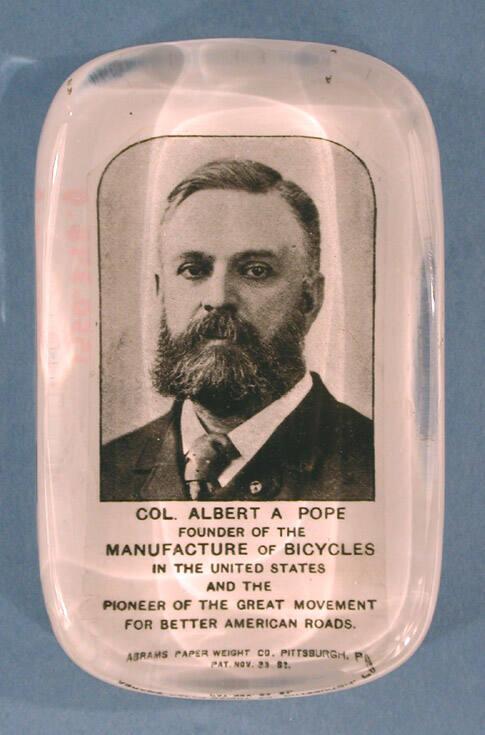 COL. ALBERT A POPE
FOUNDER OF THE
MANUFACTURE OF BICYCLES
IN THE UNITED STATES
AND THE
PIONEER OF THE GREAT MOVEMENT
FOR BETTER AMERICAN ROADS.
ABRAMS PAPER WEIGHT CO. PITTSBURGH, PA
PAT. NOV. 23 82.